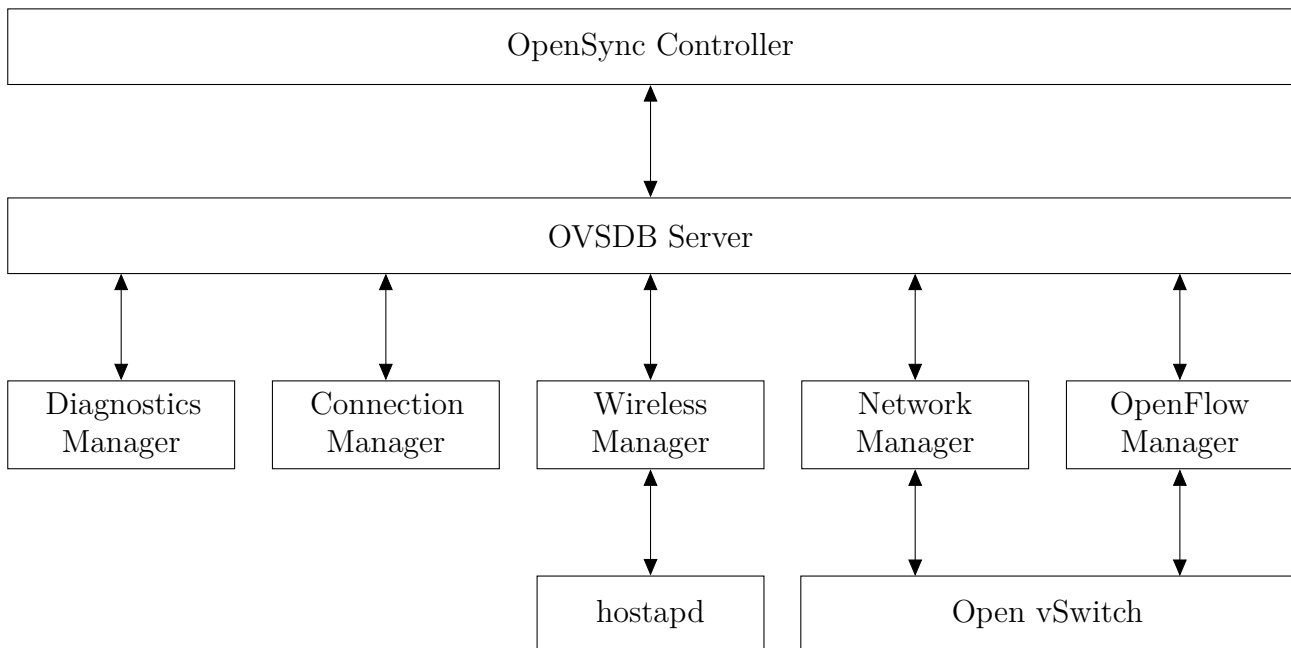 OpenSync Controller
OVSDB Server
Diagnostics
Manager
Connection
Manager
Wireless
Manager
Network
Manager
OpenFlow
Manager
hostapd
Open vSwitch